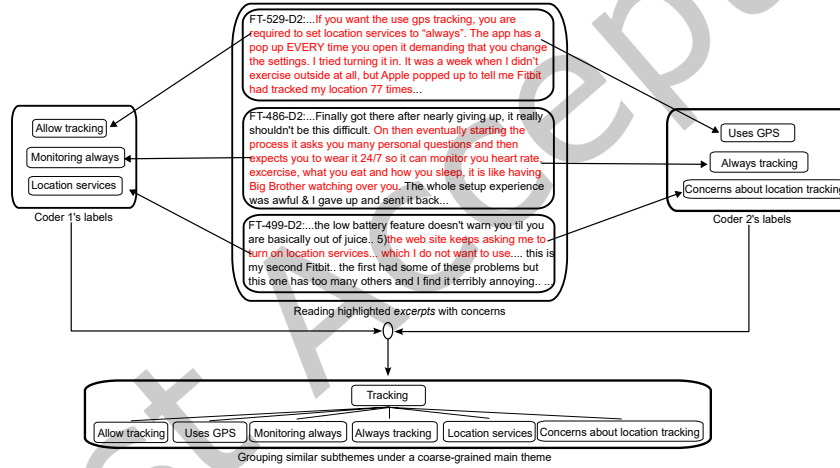 FT-529-D2:...If you want the use gps tracking, you are
required to set location services to “always”. The app has a
pop up EVERY time you open it demanding that you change
the settings. I tried turning it in. It was a week when I didn't
exercise outside at all, but Apple popped up to tell me Fitbit
had tracked my location 77 times...
FT-486-D2:...Finally got there after nearly giving up, it really
shouldn't be this difficult. On then eventually starting the
process it asks you many personal questions and then
expects you to wear it 24/7 so it can monitor you heart rate,
excercise, what you eat and how you sleep, it is like having
Big Brother watching over you. The whole setup experience
was awful & I gave up and sent it back...
FT-499-D2:...the low battery feature doesn't warn you til you
are basically out of juice.. 5)the web site keeps asking me to
turn on location services... which I do not want to use.... this is
my second Fitbit.. the first had some of these problems but
this one has too many others and I find it terribly annoying.. ...
Reading highlighted excerpts with concerns
Allow tracking
Monitoring always
Location services
Coder 1's labels
Uses GPS
Always tracking
Concerns about location tracking
Coder 2's labels
Tracking
Allow tracking
Uses GPS
Monitoring always
Always tracking
Location services
Concerns about location tracking
Grouping similar subthemes under a coarse-grained main theme